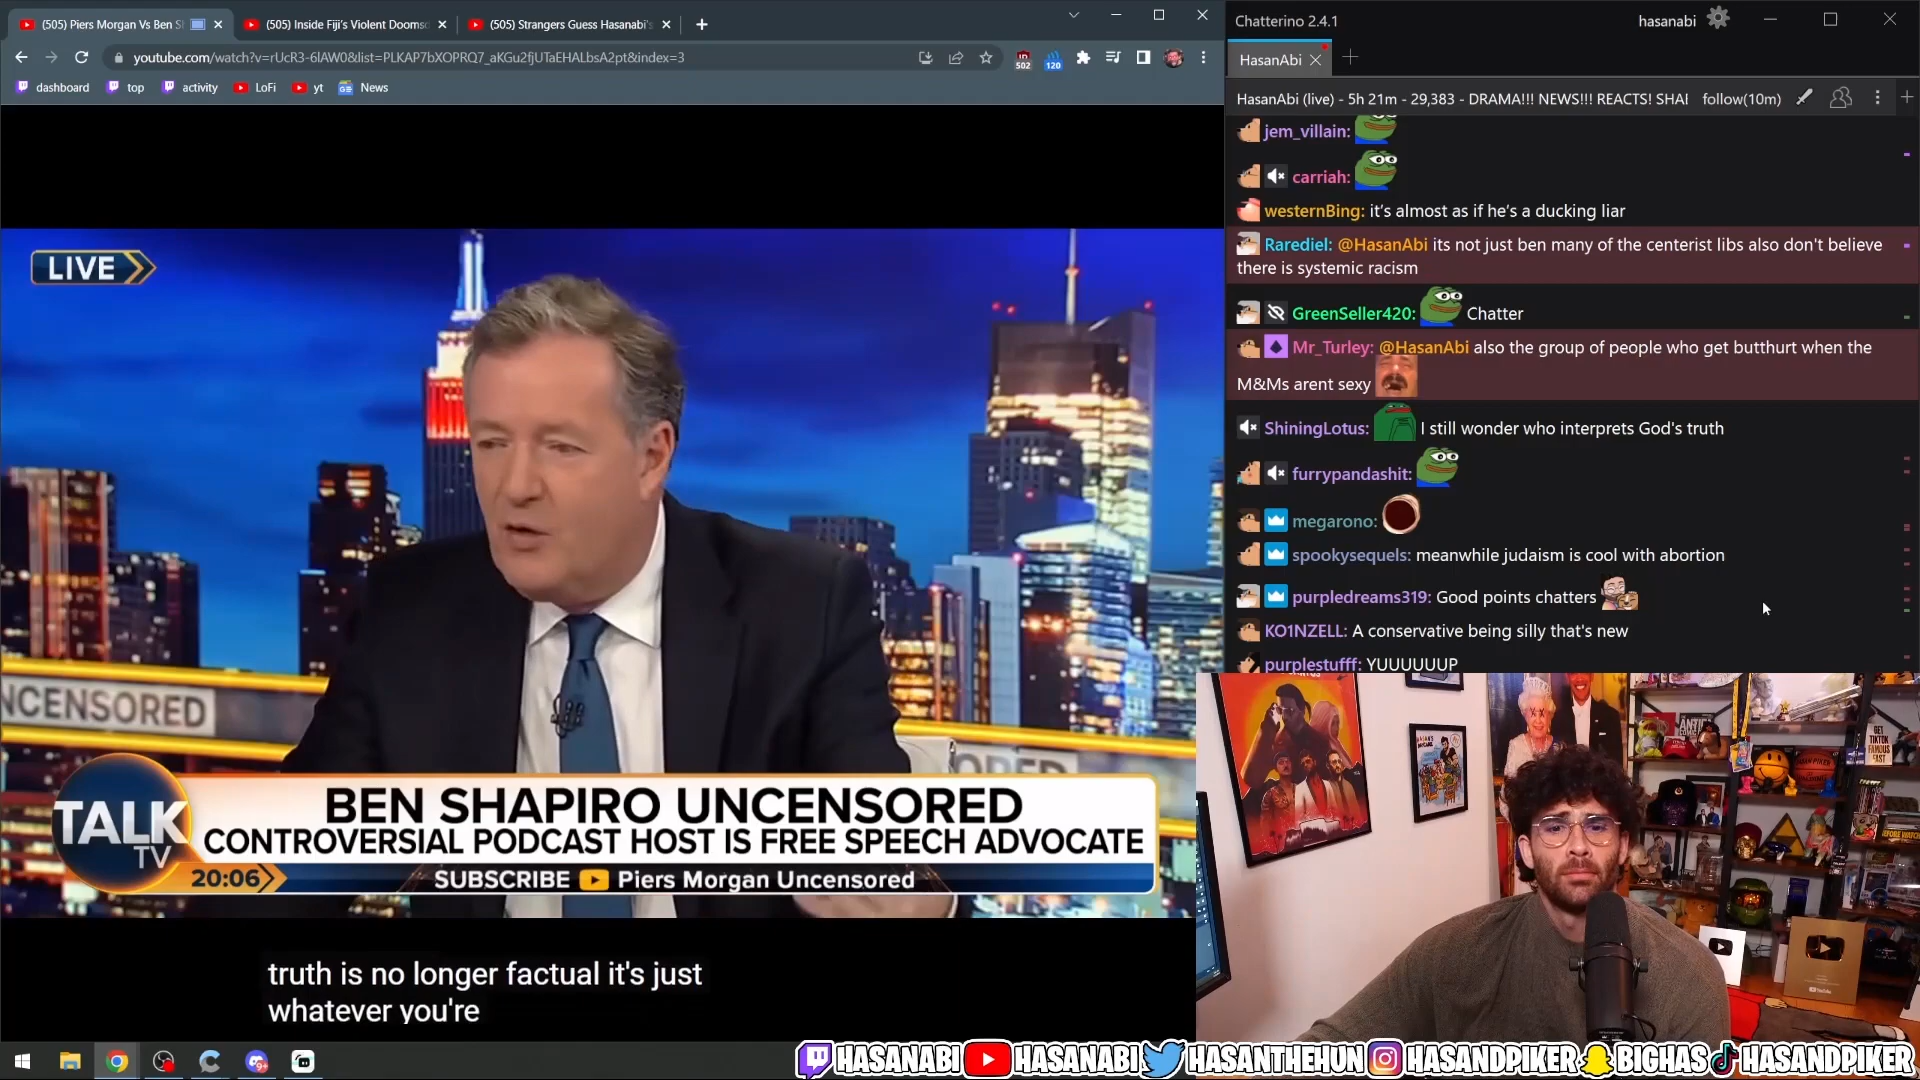 (505) Piers Morgan Vs Ben S
(505) Inside Fiji's Violent Doomsd
(505) Strangers Guess Hasanabi's
Chatterino 2.4.1
hasanabi
youtube.com/watch?v=rUcR3-6lAW0&list=PLKAP7bXOPRQ7_aKGu2fjUTaEHALbsA2pt&index=3
502
120
HasanAbi
dashboard
top
activity
LoFi
yt
News
HasanAbi (live) - 5h 21m - 29,383 - DRAMA!!! NEWS!!! REACTS! SHAI
follow(10m)
jem_villain:
carriah:
westernBing: it's almost as if he's a ducking liar
Rarediel: @HasanAbi its not just ben many of the centerist libs also don't believe
there is systemic racism
GreenSeller420: Chatter
Mr_Turley: @HasanAbi also the group of people who get butthurt when the
M&Ms arent sexy
ShiningLotus: I still wonder who interprets God's truth
furrypandashit:
megarono:
spookysequels: meanwhile judaism is cool with abortion
purpledreams319: Good points chatters
KO1NZELL: A conservative being silly that's new
purplestufff: YUUUUUUP
LIVE
NCENSORED
ORED
TALK
TV
BEN SHAPIRO UNCENSORED
CONTROVERSIAL PODCAST HOST IS FREE SPEECH ADVOCATE
20:06
SUBSCRIBE Piers Morgan Uncensored
truth is no longer factual it's just
whatever you're
GET
TIKTOK
FAMOUS
FAST
HASANABI
HASANABI
HASANTHEHUN
HASANDPIKER
BIGHAS
HASANDPIKER